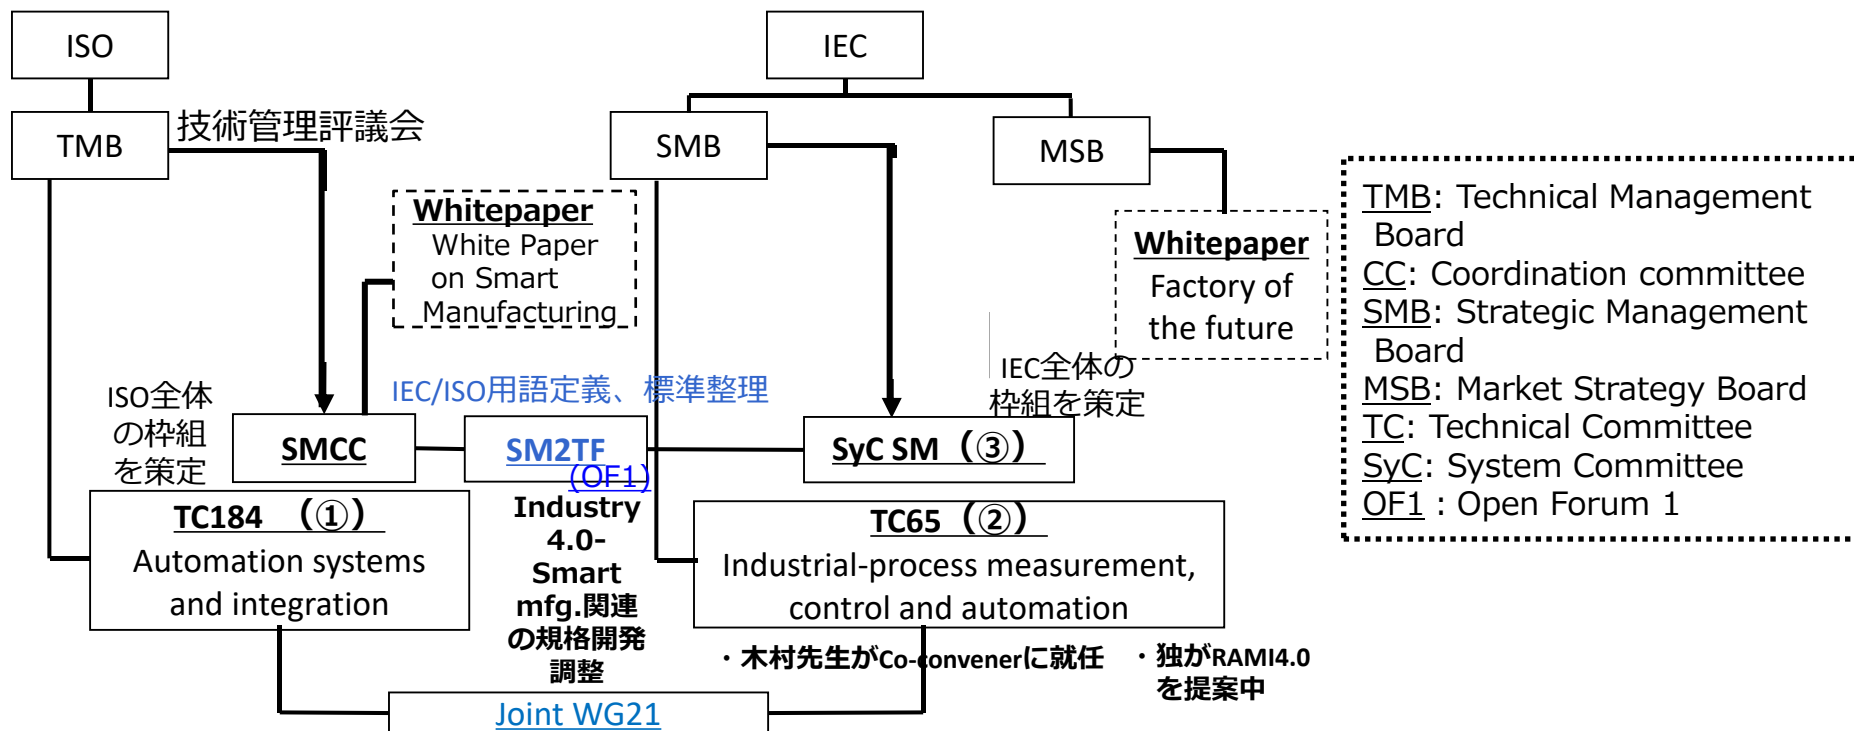 ISO
IEC
TMB
技術管理評議会
SMB
MSB
Whitepaper
White Paper
on Smart
Manufacturing
Whitepaper
Factory of
the future
TMB: Technical Management
Board
CC: Coordination committee
SMB: Strategic Management
Board
MSB: Market Strategy Board
TC: Technical Committee
SyC: System Committee
OF1 : Open Forum 1
ISO全体
の枠組
を策定
IEC/ISO用語定義、標準整理
IEC全体の
枠組を策定
SMCC
SM2TF
(OF1)
SyC SM（③）
TC184 （①）
Automation systems
and integration
Industry
4.0-
Smart
mfg.関連
の規格開発
調整
TC65（②）
Industrial-process measurement,
control and automation
・木村先生がCo-convenerに就任
・独がRAMI4.0
を提案中
Joint WG21